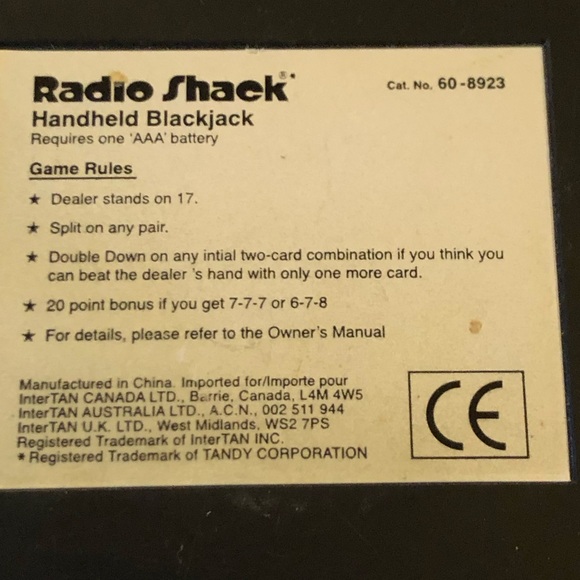 Radio Shack®*
Cat. No. 60-8923
Handheld Blackjack
Requires one 'AAA' battery
Game Rules
★ Dealer stands on 17.
★ Split on any pair.
★ Double Down on any intial two-card combination if you think you
can beat the dealer 's hand with only one more card.
★ 20 point bonus if you get 7-7-7 or 6-7-8
★ For details, please refer to the Owner's Manual
Manufactured in China. Imported for/Importe pour
InterTAN CANADA LTD., Barrie, Canada, L4M 4W5
InterTAN AUSTRALIA LTD., A.C.N., 002 511 944
InterTAN U.K. LTD., West Midlands, WS2 7PS
Registered Trademark of InterTAN INC.
* Registered Trademark of TANDY CORPORATION
CE